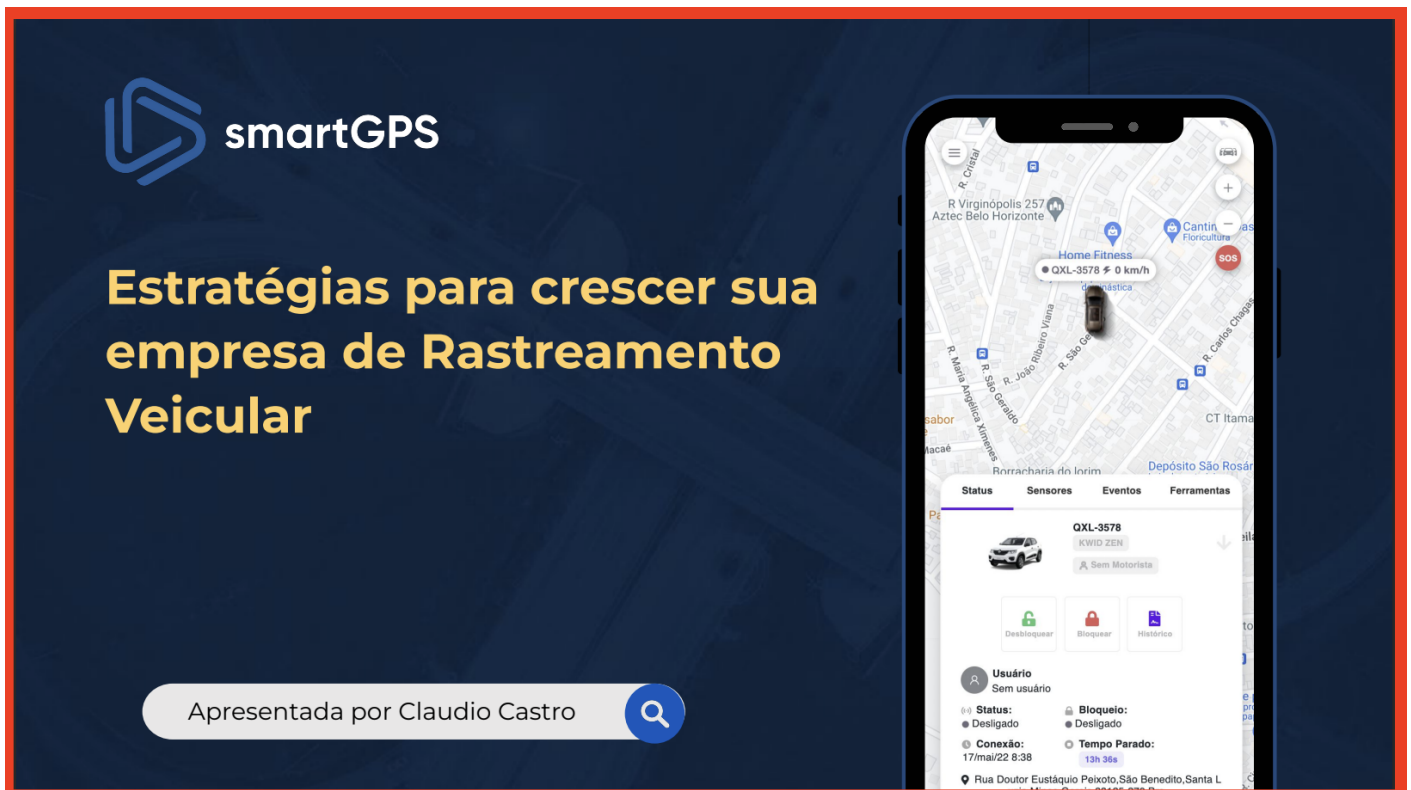 smartGPS
Estratégias para crescer sua
empresa de Rastreamento
Veicular
Apresentada por Claudio Castro
R. Cristal
R Virginópolis 257
Aztec Belo Horizonte
Home Fitness
Floricultura
SOS
QXL-3578 0 km/h
R. João Ribeiro Viana
R. São
R. Carlos Chagas
R. Maria Angélica Ximenes
R. São Geraldo
CT Itama
sabor
Macaé
Borracharia do
Depósito São Rosár
Status Sensores Eventos Ferramentas
QXL-3578
KWID ZEN
Sem Motorista
Desbloquear Bloquear Histórico
Usuário
Sem usuário
Status: Bloqueio:
Desligado Desligado
Conexão: Tempo Parado:
17/mai/22 8:38 13h 36s
Rua Doutor Eustáquio Peixoto,São Benedito,Santa L